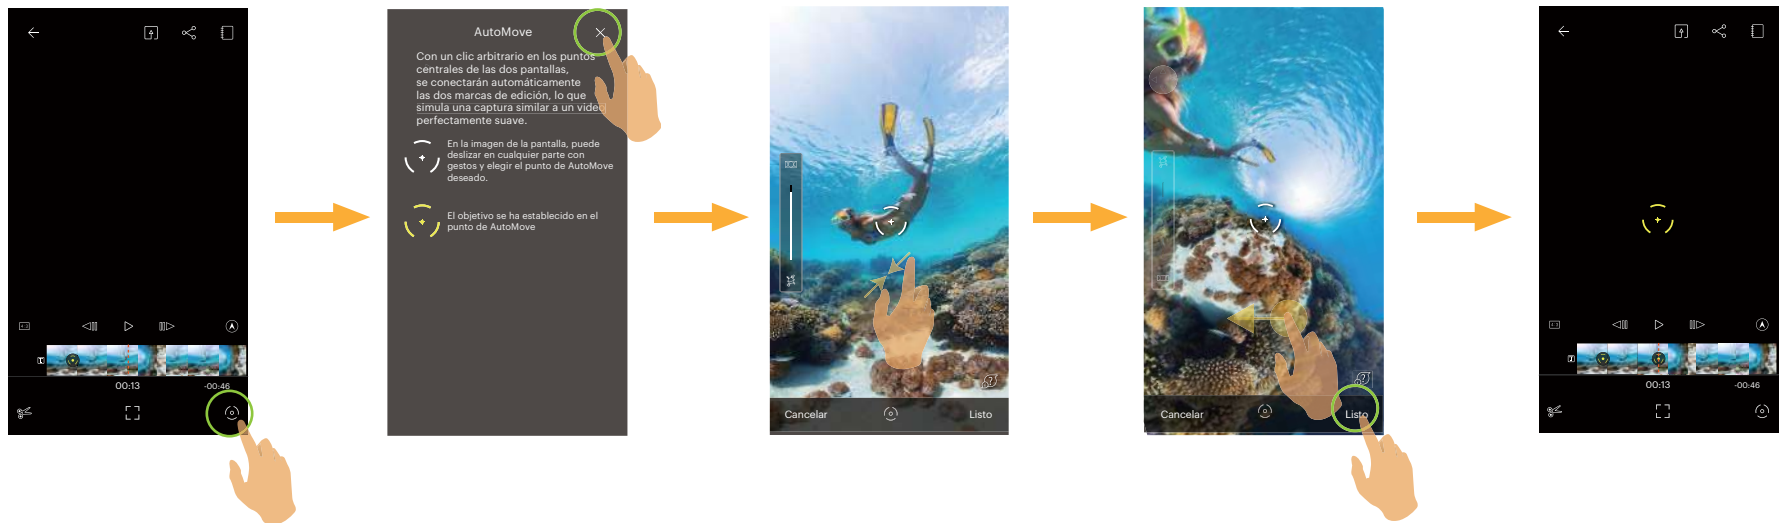 00:13
-00:46
AutoMove
Con un clic arbitrario en los puntos
centrales de las dos pantallas,
se conectarán automáticamente
las dos marcas de edición, lo que
simula una captura similar a un video
perfectamente suave.
En la imagen de la pantalla, puede
deslizar en cualquier parte con
gestos y elegir el punto de AutoMove
deseado.
El objetivo se ha establecido en el
punto de AutoMove
Cancelar
Listo
Cancelar
Listo
00:13
-00:46